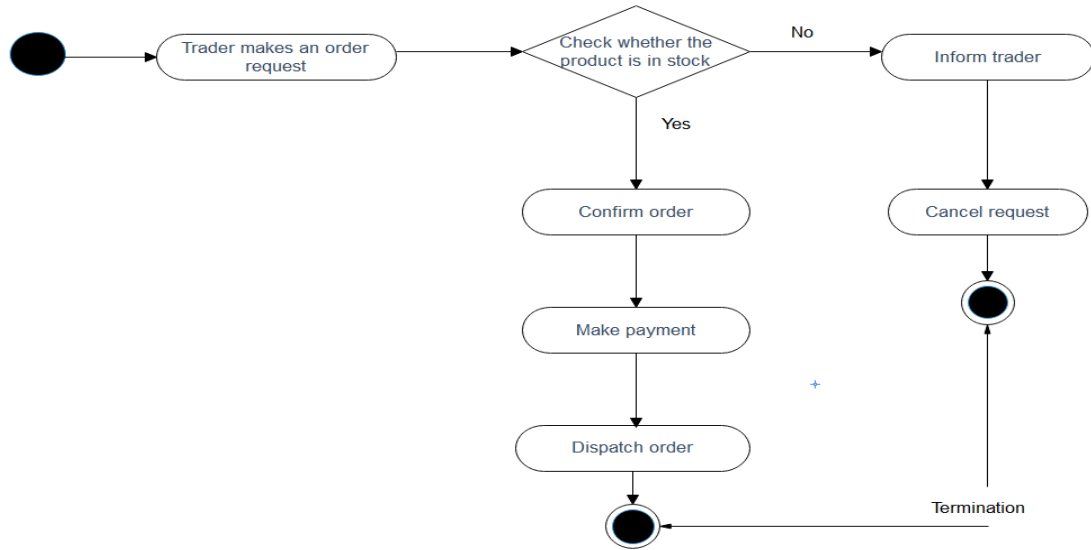 Trader makes an order
request
Check whether the
product is in stock
No
Inform trader
Yes
Confirm order
Cancel request
Make payment
Dispatch order
Termination